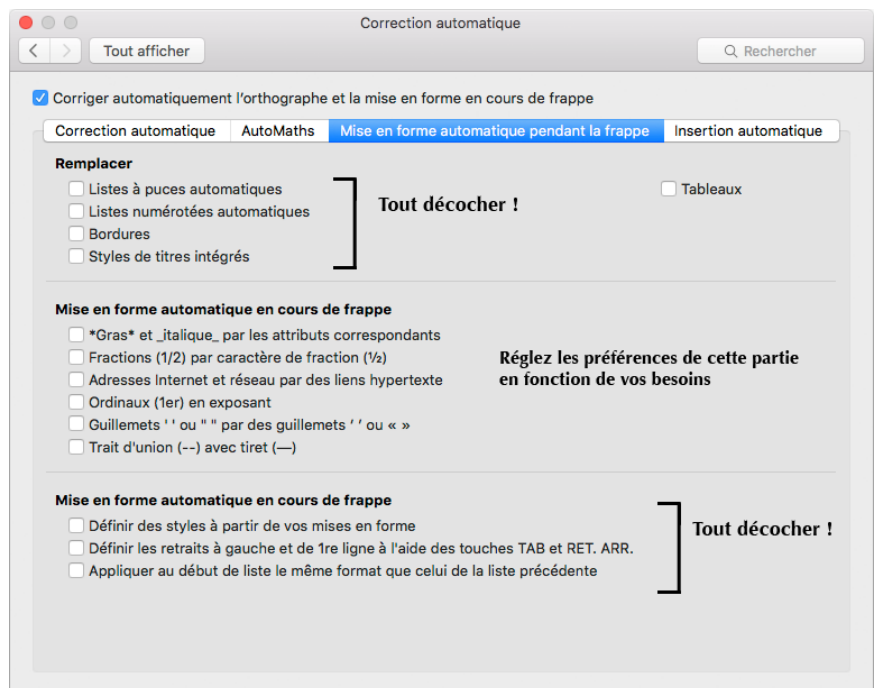 Correction automatique
Tout afficher
Rechercher
Corriger automatiquement l'orthographe et la mise en forme en cours de frappe
Correction automatique AutoMaths Mise en forme automatique pendant la frappe Insertion automatique
Remplacer
Listes à puces automatiques
Listes numérotées automatiques
Bordures
Styles de titres intégrés
Tout décocher !
Tableaux
Mise en forme automatique en cours de frappe
*Gras* et _italique_ par les attributs correspondants
Fractions (1/2) par caractère de fraction (½)
Adresses Internet et réseau par des liens hypertexte
Ordinaux (1er) en exposant
Guillemets ' ' ou " " par des guillemets ‘ ’ ou « »
Trait d'union (--) avec tiret (—)
Réglez les préférences de cette partie
en fonction de vos besoins
Mise en forme automatique en cours de frappe
Définir des styles à partir de vos mises en forme
Définir les retraits à gauche et de 1re ligne à l'aide des touches TAB et RET. ARR.
Appliquer au début de liste le même format que celui de la liste précédente
Tout décocher !